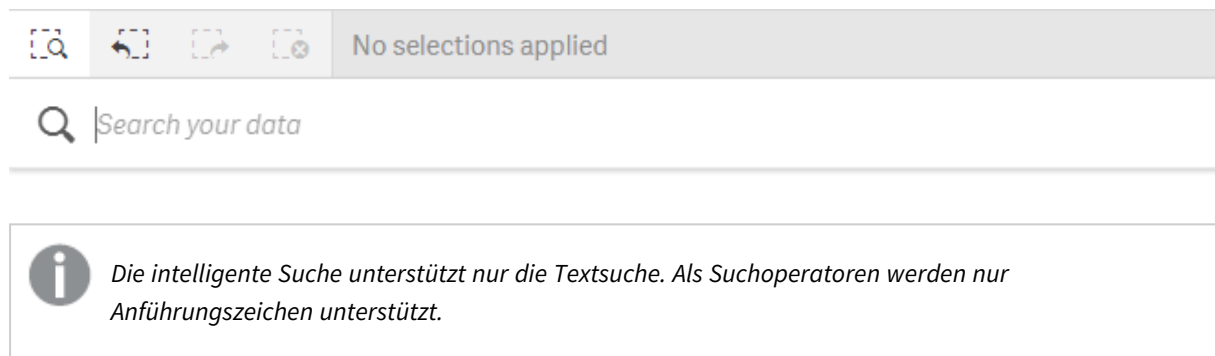 No selections applied
Search your data
Die intelligente Suche unterstützt nur die Textsuche. Als Suchoperatoren werden nur
Anführungszeichen unterstützt.